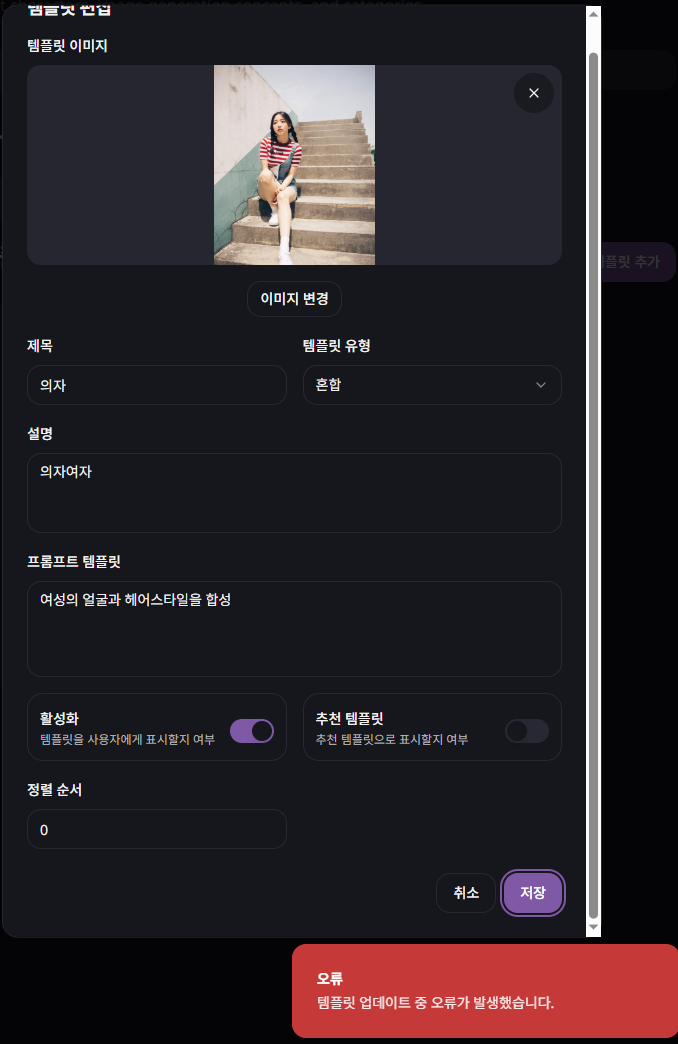 템플릿 편집
템플릿 이미지
이미지 변경
제목
템플릿 유형
의자
혼합
설명
의자여자
프롬프트 템플릿
여성의 얼굴과 헤어스타일을 합성
활성화
템플릿을 사용자에게 표시할지 여부
추천 템플릿
추천 템플릿으로 표시할지 여부
정렬 순서
0
취소
저장
오류
템플릿 업데이트 중 오류가 발생했습니다.